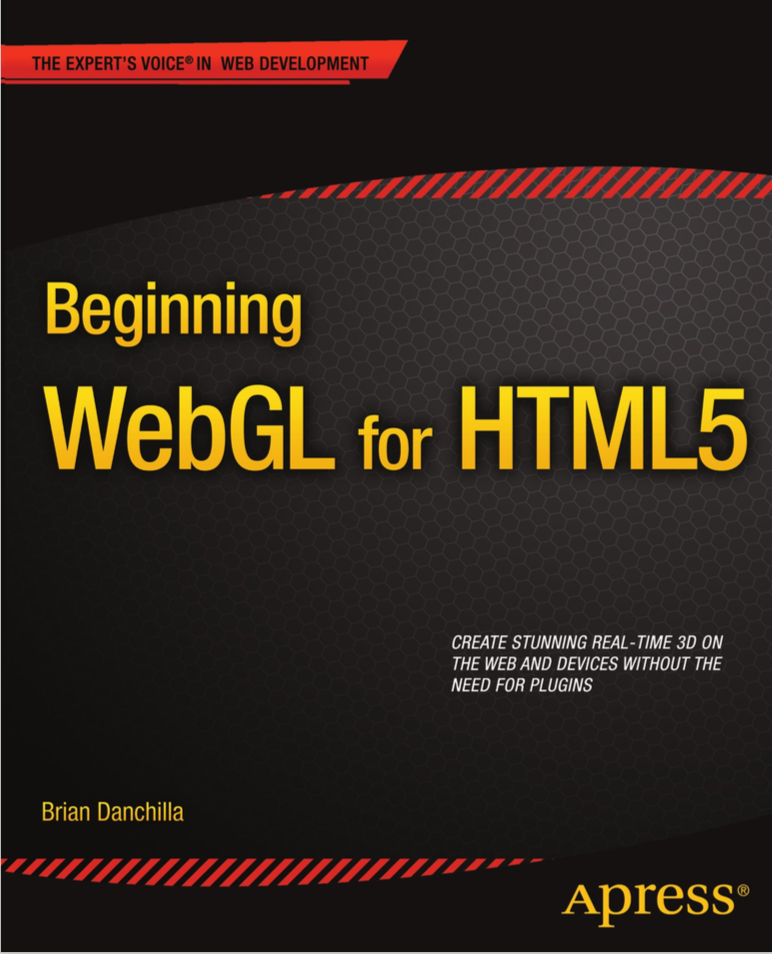 THE EXPERT'S VOICE® IN WEB DEVELOPMENT
Beginning
WebGL for HTML5
CREATE STUNNING REAL-TIME 3D ON
THE WEB AND DEVICES WITHOUT THE
NEED FOR PLUGINS
Brian Danchilla
Apress®